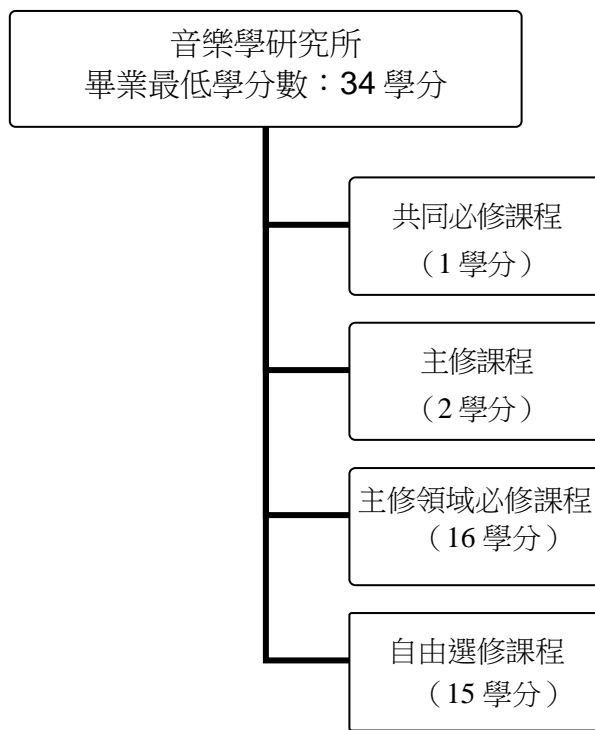 音樂學研究所
畢業最低學分數：34 學分
共同必修課程
（1 學分）
主修課程
（2 學分）
主修領域必修課程
（16 學分）
自由選修課程
（15 學分）